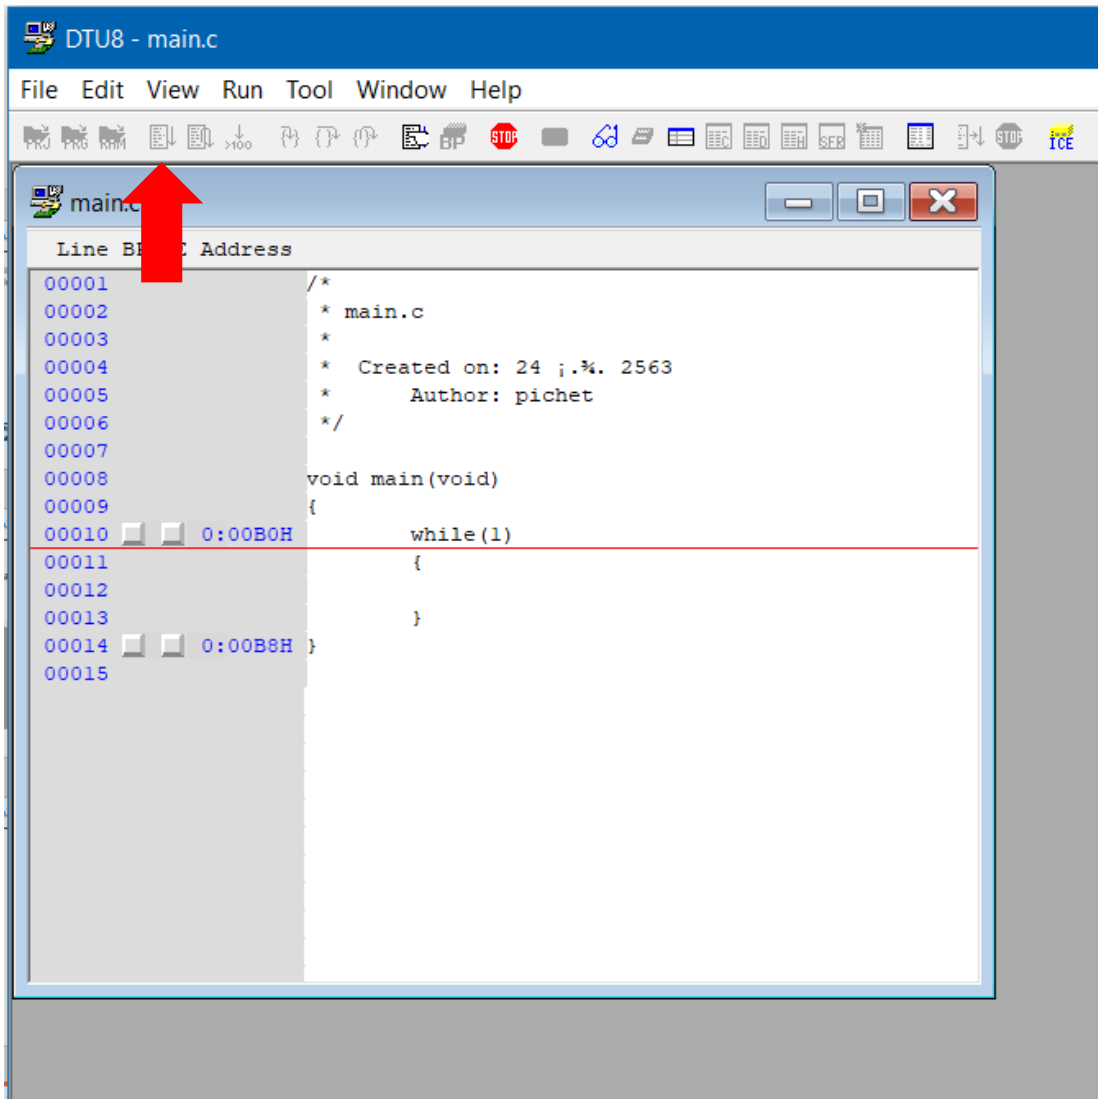 DTU8 - main.c
File Edit View Run Tool Window Help
PRJ PRG RAM >100 BP STOP SFR STOP ICE
main.c
Line Address
00001 /*
00002 * main.c
00003 *
00004 * Created on: 24 ¡.¾. 2563
00005 * Author: pichet
00006 */
00007
00008 void main(void)
00009 {
00010 0:00B0H while(1)
00011 {
00012
00013 }
00014 0:00B8H }
00015